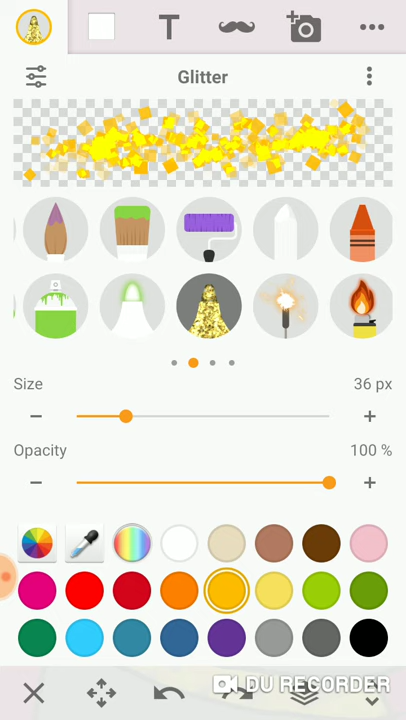 T
Glitter
Size 36 px
Opacity 100 %
DU RECORDER